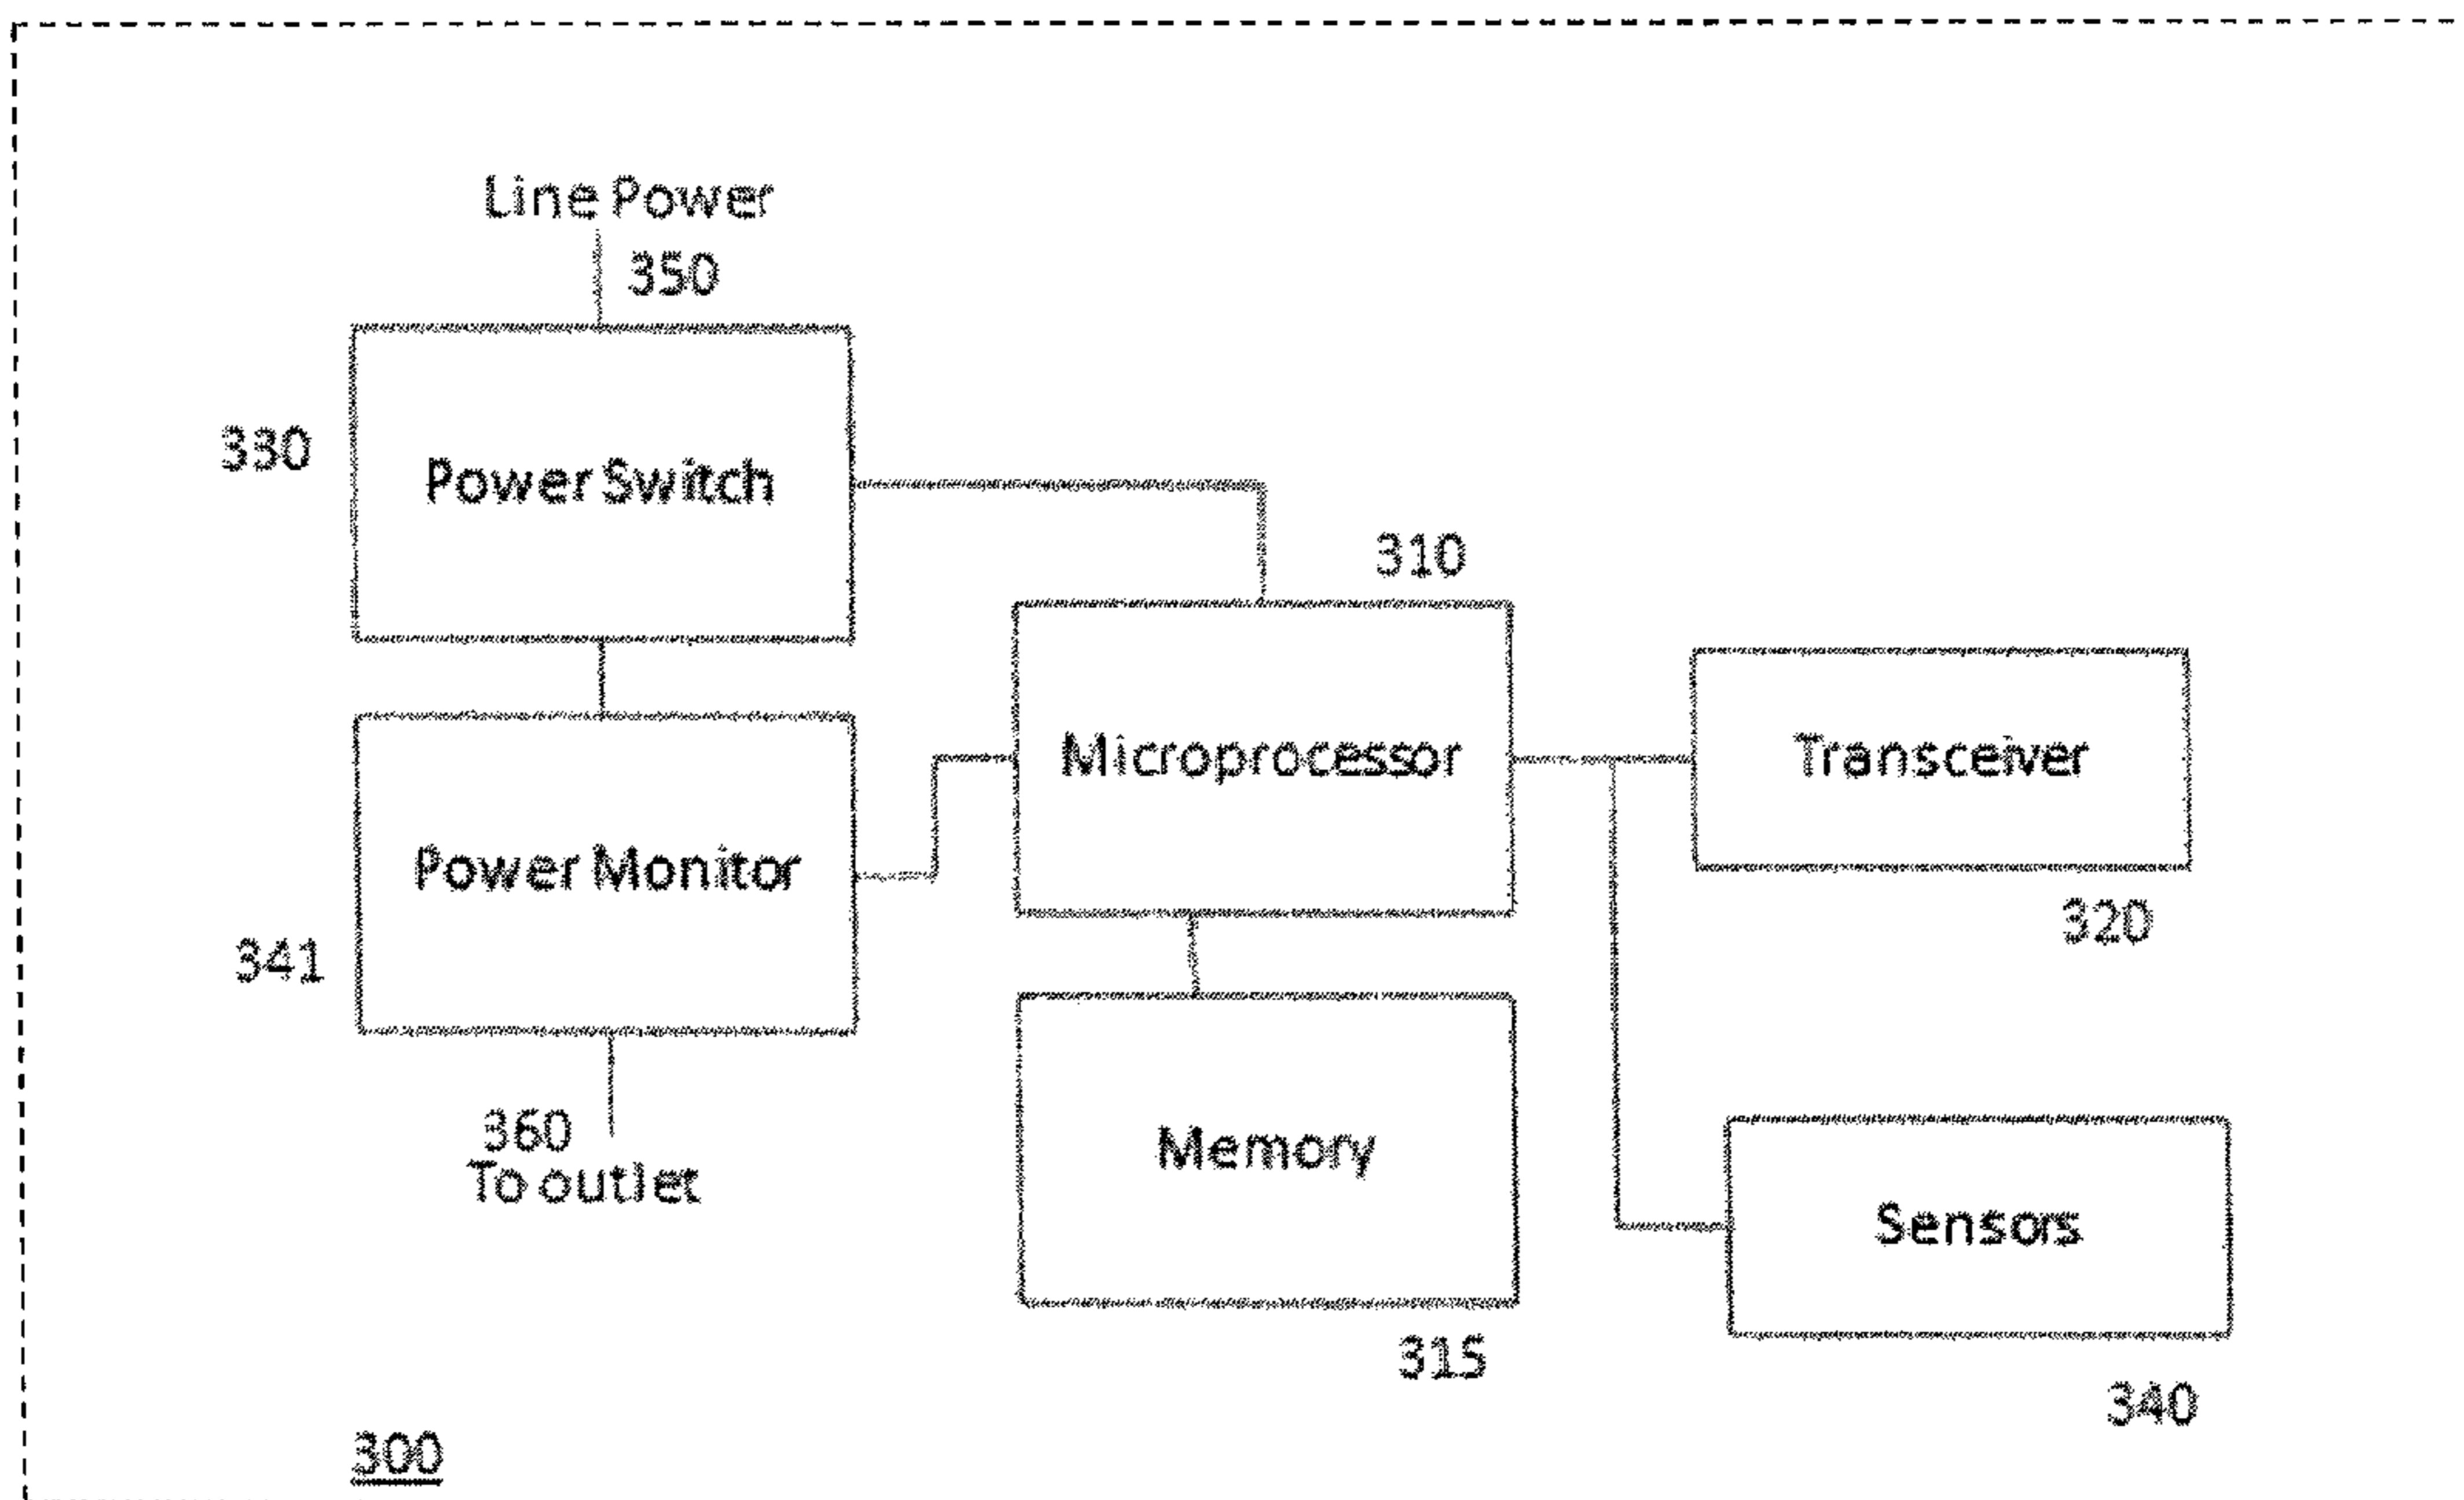 Line Power
350
330
Power Switch
310
Microprocessor
Transceiver
320
Power Monitor
341
360
To outlet
Memory
315
Sensors
340
300